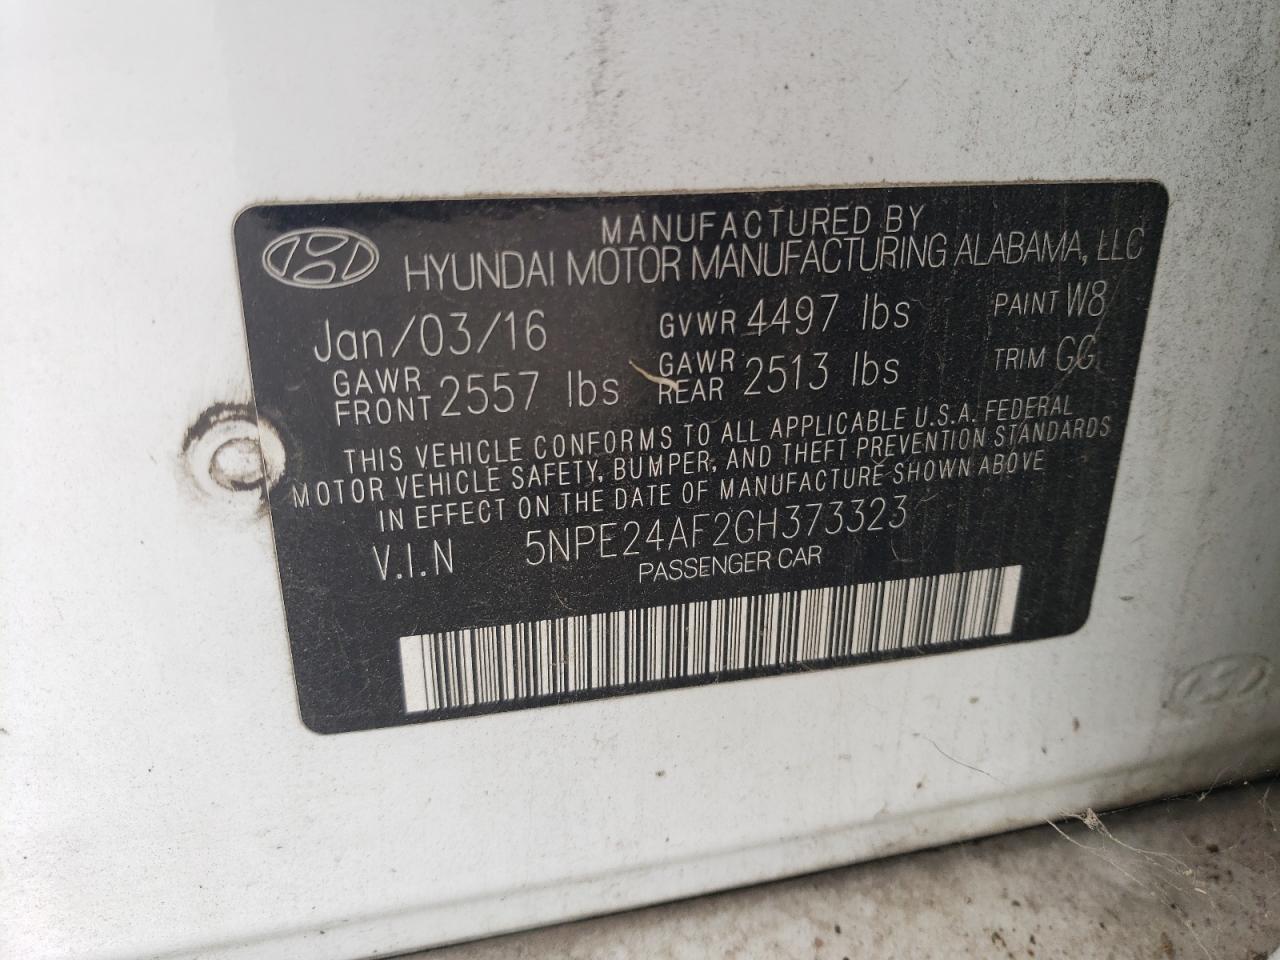 MANUFACTURED BY
HYUNDAI MOTOR MANUFACTURING ALABAMA, LLC
Jan/03/16 GVWR 4497 lbs PAINT W8
GAWR FRONT 2557 lbs GAWR REAR 2513 lbs TRIM GG
THIS VEHICLE CONFORMS TO ALL APPLICABLE U.S.A. FEDERAL
MOTOR VEHICLE SAFETY, BUMPER, AND THEFT PREVENTION STANDARDS
IN EFFECT ON THE DATE OF MANUFACTURE SHOWN ABOVE
V.I.N 5NPE24AF2GH373323
PASSENGER CAR